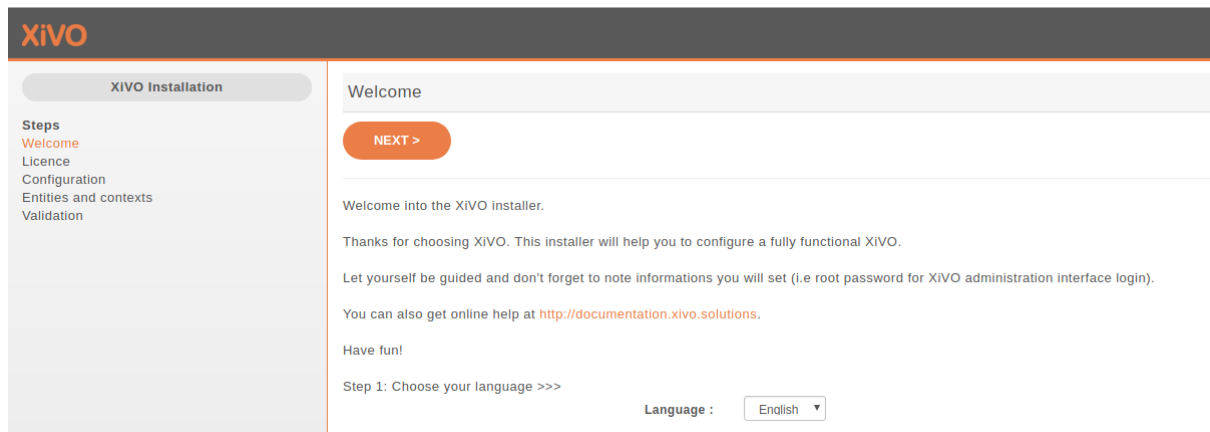 XiVO
XiVO Installation
Steps
Welcome
Licence
Configuration
Entities and contexts
Validation
Welcome
NEXT >
Welcome into the XiVO installer.
Thanks for choosing XiVO. This installer will help you to configure a fully functional XiVO.
Let yourself be guided and don't forget to note informations you will set (i.e root password for XiVO administration interface login).
You can also get online help at http://documentation.xivo.solutions.
Have fun!
Step 1: Choose your language >>>
Language : English